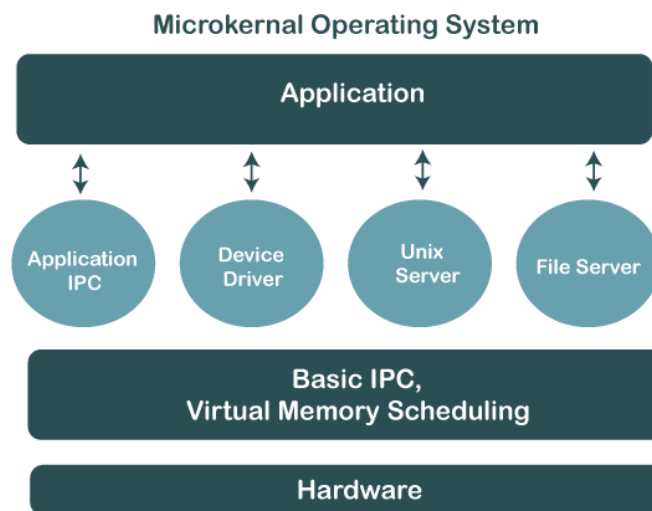 Microkernal Operating System
Application
Application
IPC
Device
Driver
Unix
Server
File Server
Basic IPC,
Virtual Memory Scheduling
Hardware